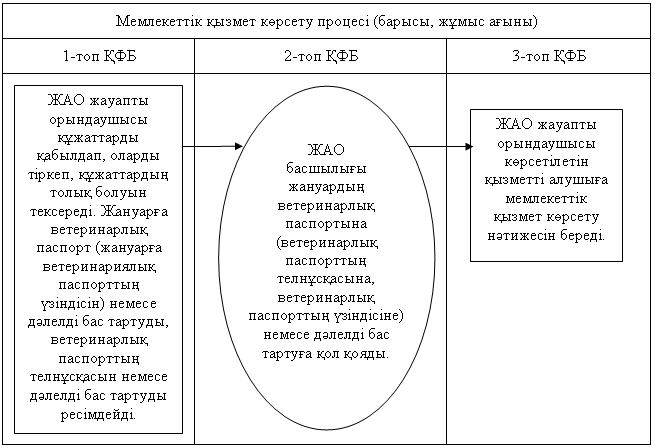 Мемлекеттік қызмет көрсету процесі (барысы, жұмыс ағыны)
1-топ ҚФБ
2-топ ҚФБ
3-топ ҚФБ
ЖАО жауапты
орындаушысы
құжаттарды
қабылдап, оларды
тіркеп, құжаттардың
толық болуын
тексереді. Жануарға
ветеринарлық
паспорт (жануарға
ветеринариялық
паспорттың
үзіндісін) немесе
дәлелді бас тартуды,
ветеринарлық
паспорттың
телнұсқасын немесе
дәлелді бас тартуды
ресімдейді.
ЖАО
басшылығы
жануардың
ветеринарлық
паспортына
(ветеринарлық
паспорттың
телнұсқасына,
ветеринарлық
паспорттың үзіндісіне)
немесе дәлелді бас
тартуға қол қояды.
ЖАО жауапты
орындаушысы
көрсетілетін
қызметті алушыға
мемлекеттік
қызмет көрсету
нәтижесін береді.